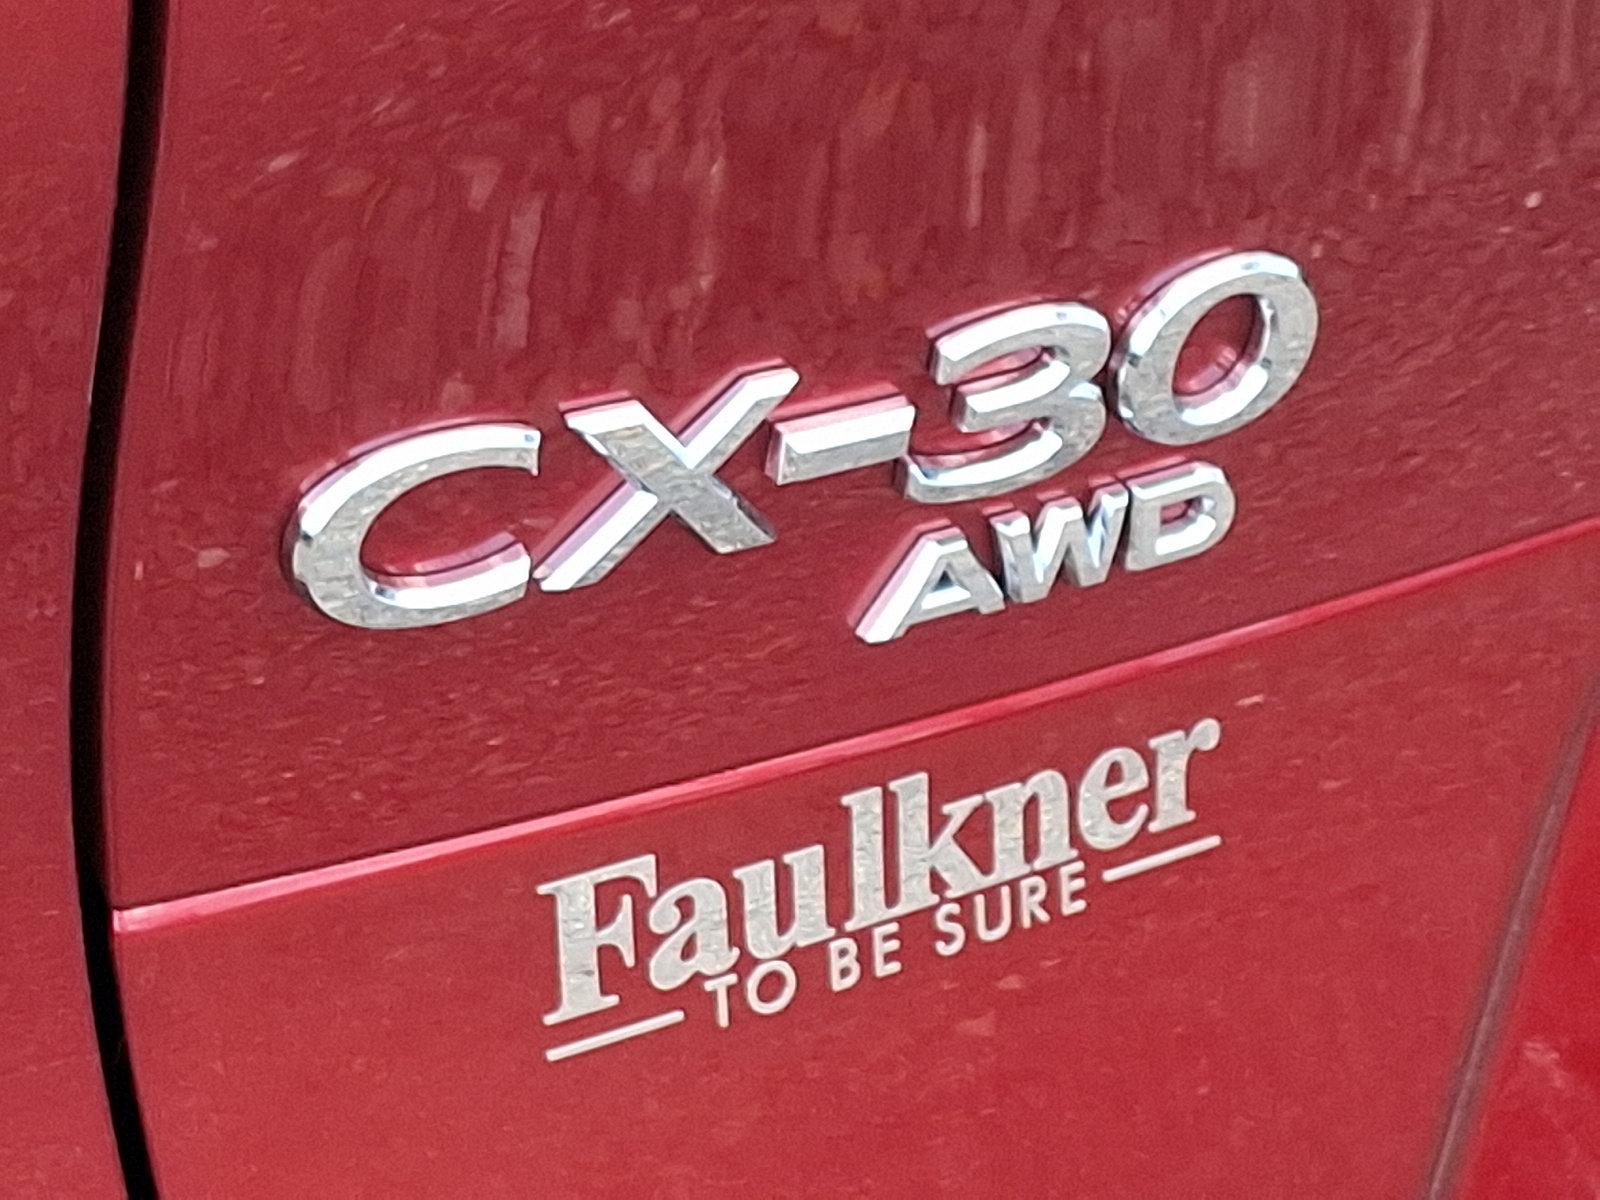 CX-30
AWD
Faulkner
TO BE SURE